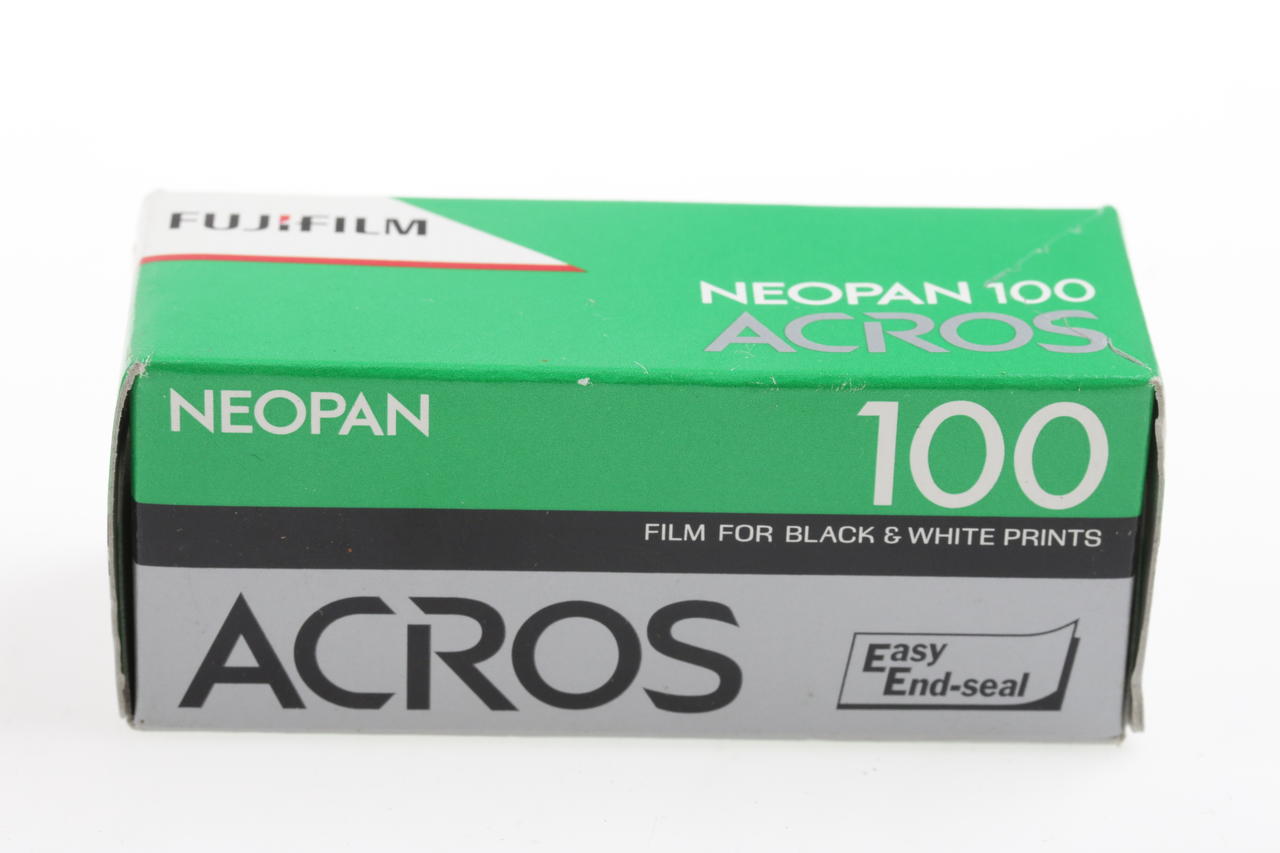 FUJIFILM
NEOPAN 100
ACROS
NEOPAN
100
FILM FOR BLACK & WHITE PRINTS
ACROS
Easy
End-seal